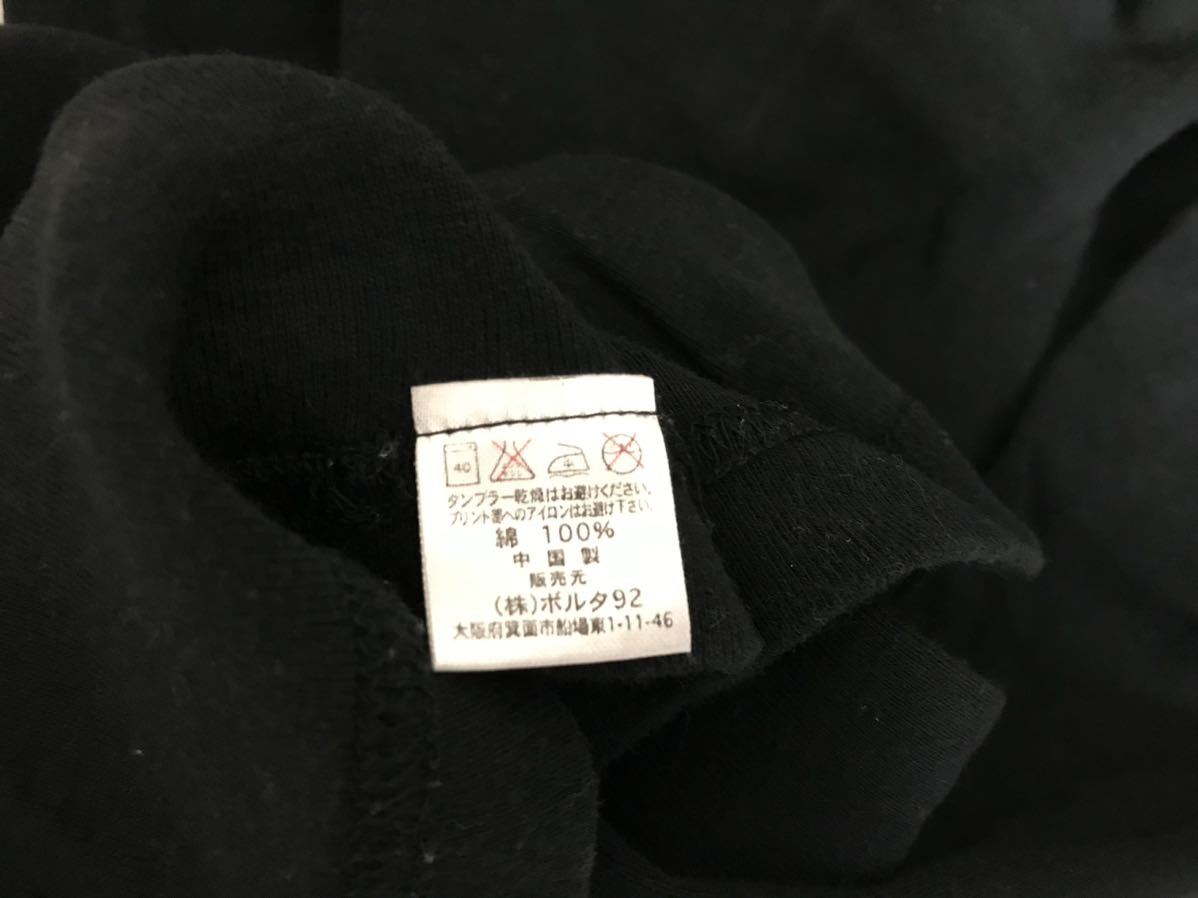 40 4
タンブラー乾燥はお避けください。
プリント墨へのアイロンはお避け下さい。
綿 100%
中国製
販売元
(株)ボルタ92
大阪府箕面市船場東1-11-46